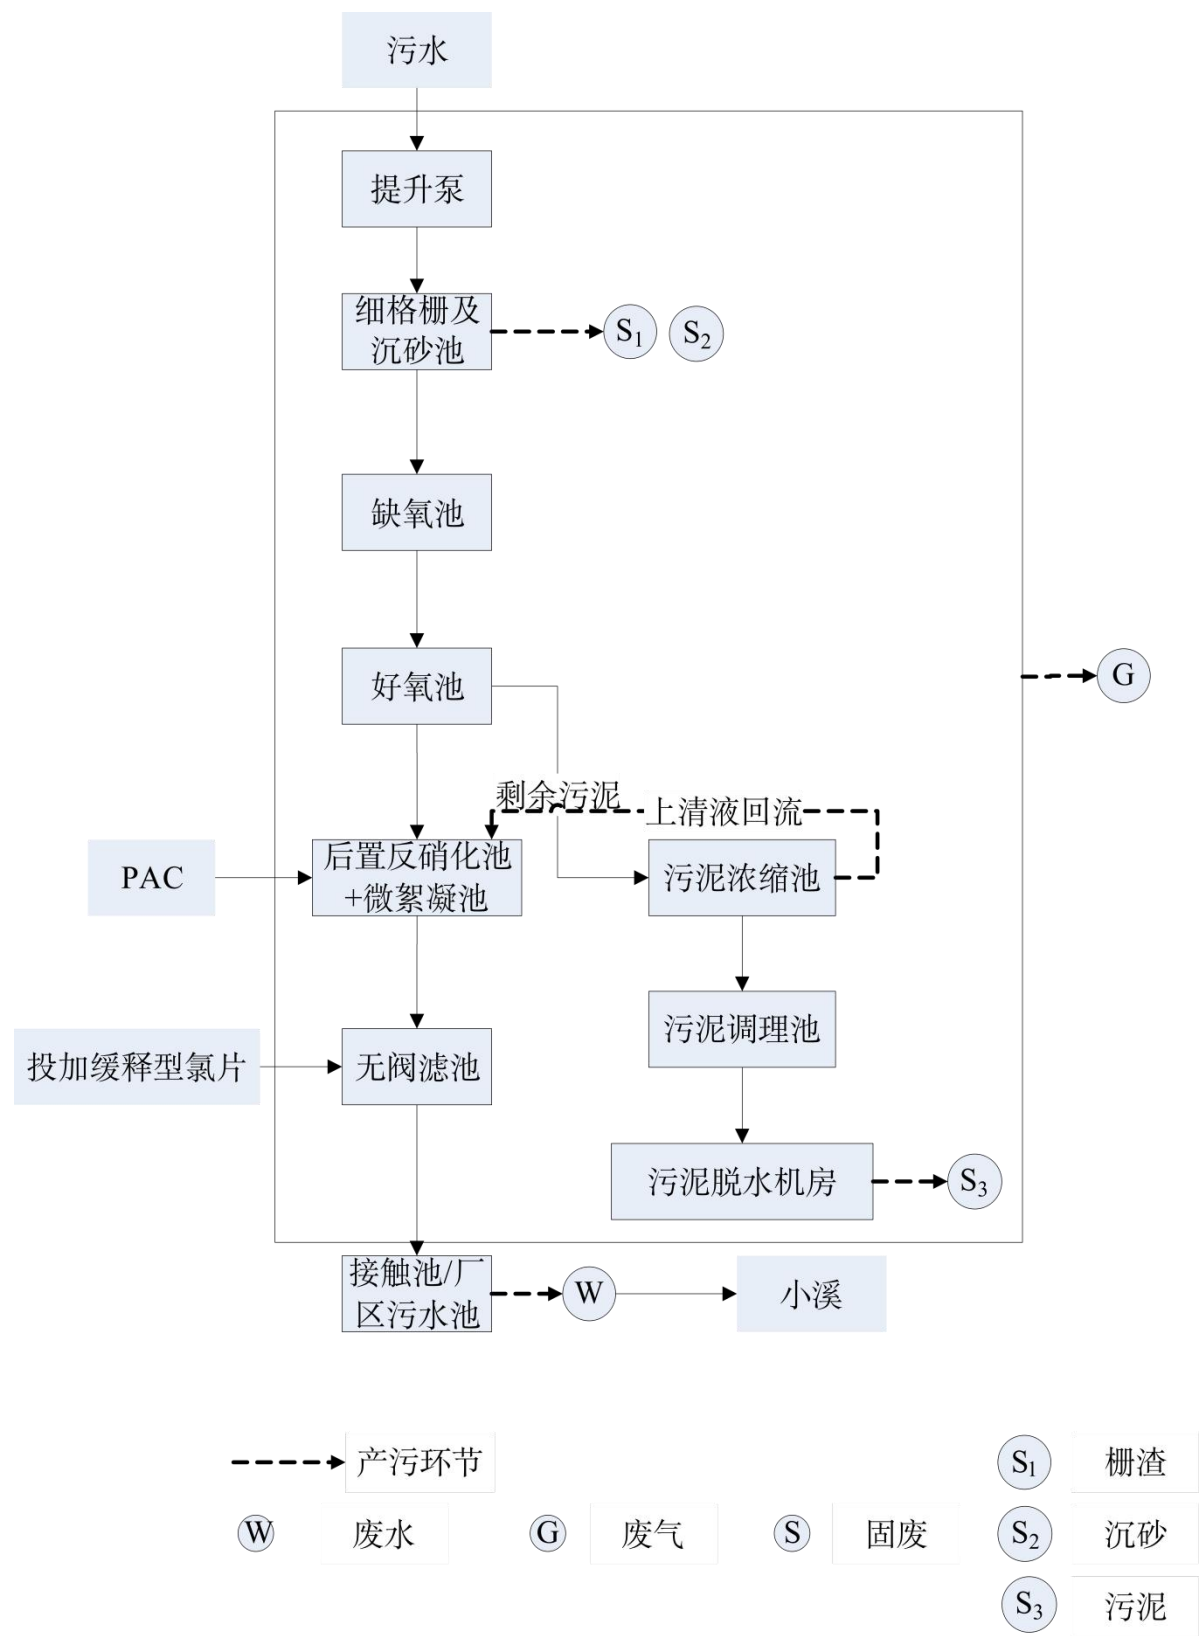 污水
提升泵
细格栅及
沉砂池
S₁
S₂
缺氧池
好氧池
G
剩余污泥
上清液回流
PAC
后置反硝化池
+微絮凝池
污泥浓缩池
污泥调理池
投加缓释型氯片
无阀滤池
污泥脱水机房
S₃
接触池/厂
区污水池
W
小溪
产污环节
S₁
栅渣
W
废水
G
废气
S
固废
S₂
沉砂
S₃
污泥